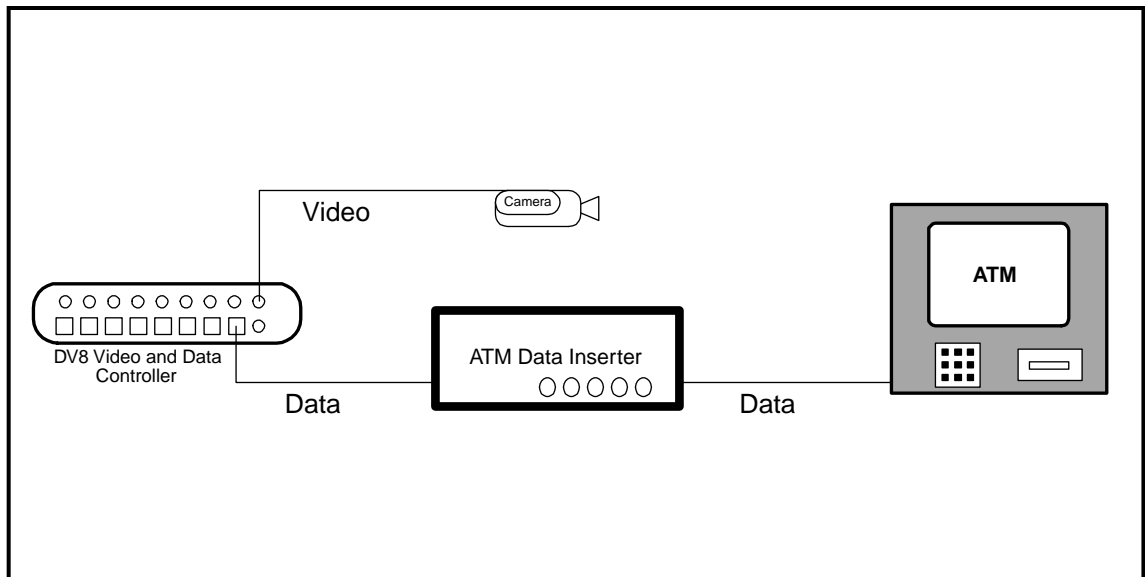 Camera
Video
ATM
DV8 Video and Data
Controller
ATM Data Inserter
Data
Data